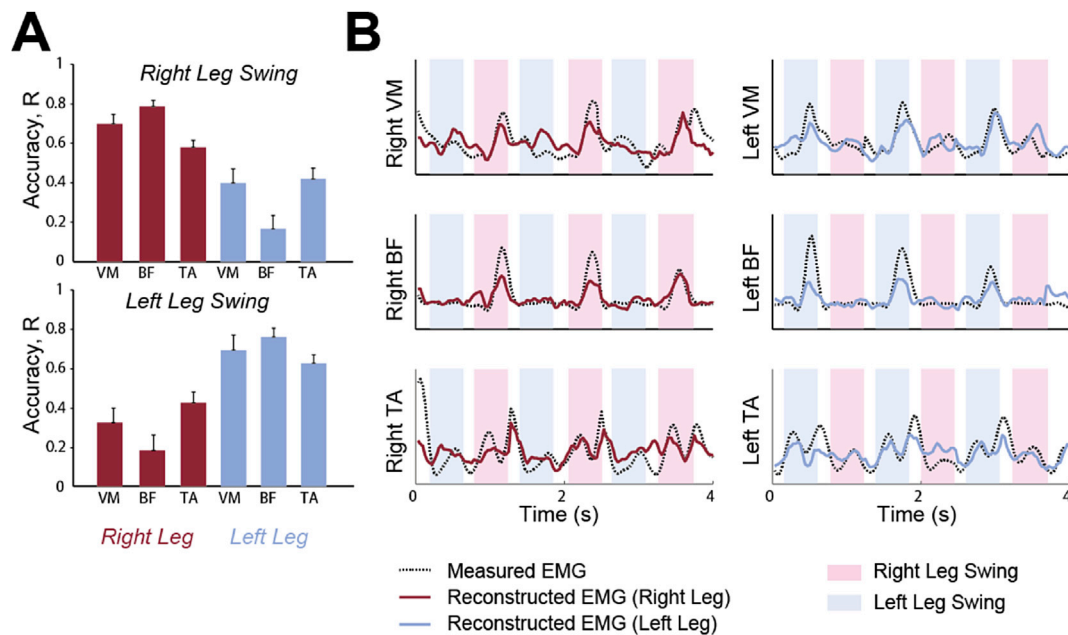 A
Right Leg Swing
Accuracy, R
1
0.8
0.6
0.4
0.2
0
VM BF TA VM BF TA
Left Leg Swing
Accuracy, R
1
0.8
0.6
0.4
0.2
0
VM BF TA VM BF TA
Right Leg Left Leg
B
Right VM
Left VM
Right BF
Left BF
Right TA
Left TA
0 2 4
Time (s)
0 2 4
Time (s)
Measured EMG
Reconstructed EMG (Right Leg)
Reconstructed EMG (Left Leg)
Right Leg Swing
Left Leg Swing